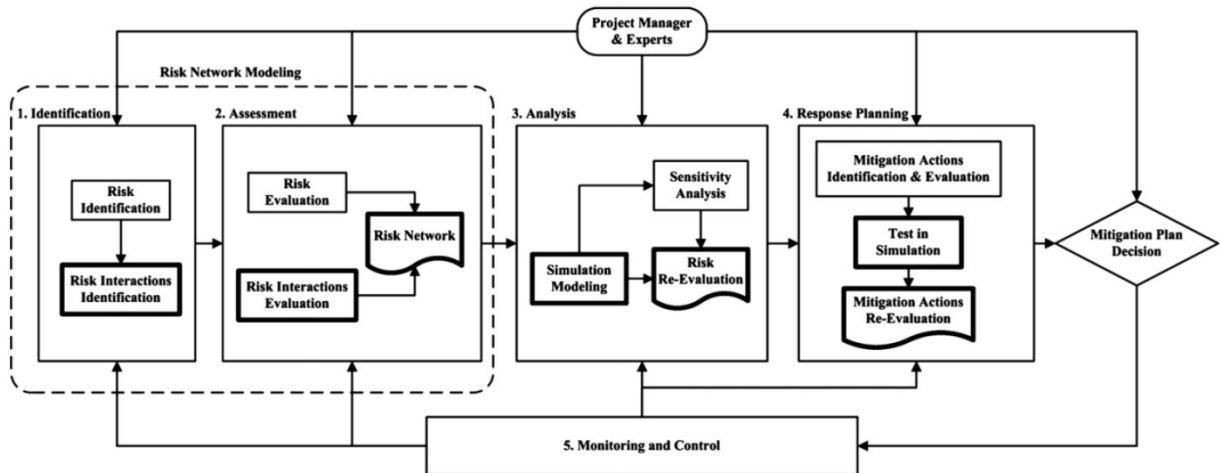 Project Manager
& Experts
Risk Network Modeling
1. Identification
2. Assessment
3. Analysis
4. Response Planning
Risk
Identification
Risk Interactions
Identification
Risk
Evaluation
Risk Network
Risk Interactions
Evaluation
Sensitivity
Analysis
Simulation
Modeling
Risk
Re-Evaluation
Mitigation Actions
Identification & Evaluation
Test in
Simulation
Mitigation Actions
Re-Evaluation
Mitigation Plan
Decision
5. Monitoring and Control